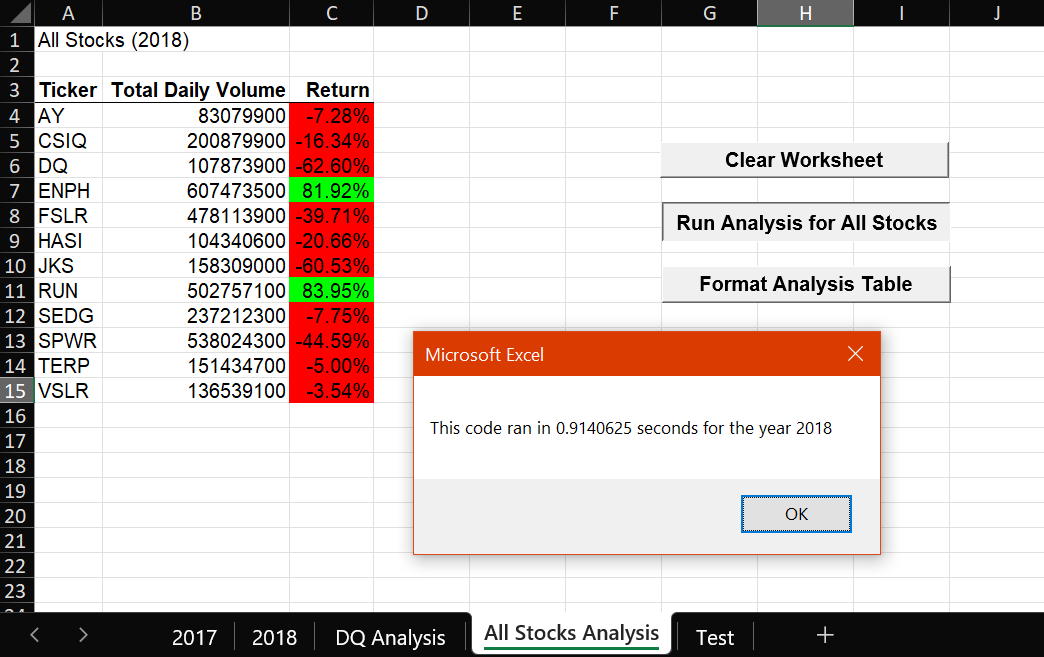 A B C D E F G H I J
1 All Stocks (2018)
2
3 Ticker Total Daily Volume Return
4 AY 83079900 -7.28%
5 CSIQ 200879900 -16.34% Clear Worksheet
6 DQ 107873900 -62.60%
7 ENPH 607473500 81.92%
8 FSLR 478113900 -39.71% Run Analysis for All Stocks
9 HASI 104340600 -20.66%
10 JKS 158309000 -60.53%
11 RUN 502757100 83.95% Format Analysis Table
12 SEDG 237212300 -7.75%
13 SPWR 538024300 -44.59%
14 TERP 151434700 -5.00%
15 VSLR 136539100 -3.54%
Microsoft Excel
This code ran in 0.9140625 seconds for the year 2018
OK
16
17
18
19
20
21
22
23
2017 2018 DQ Analysis All Stocks Analysis Test